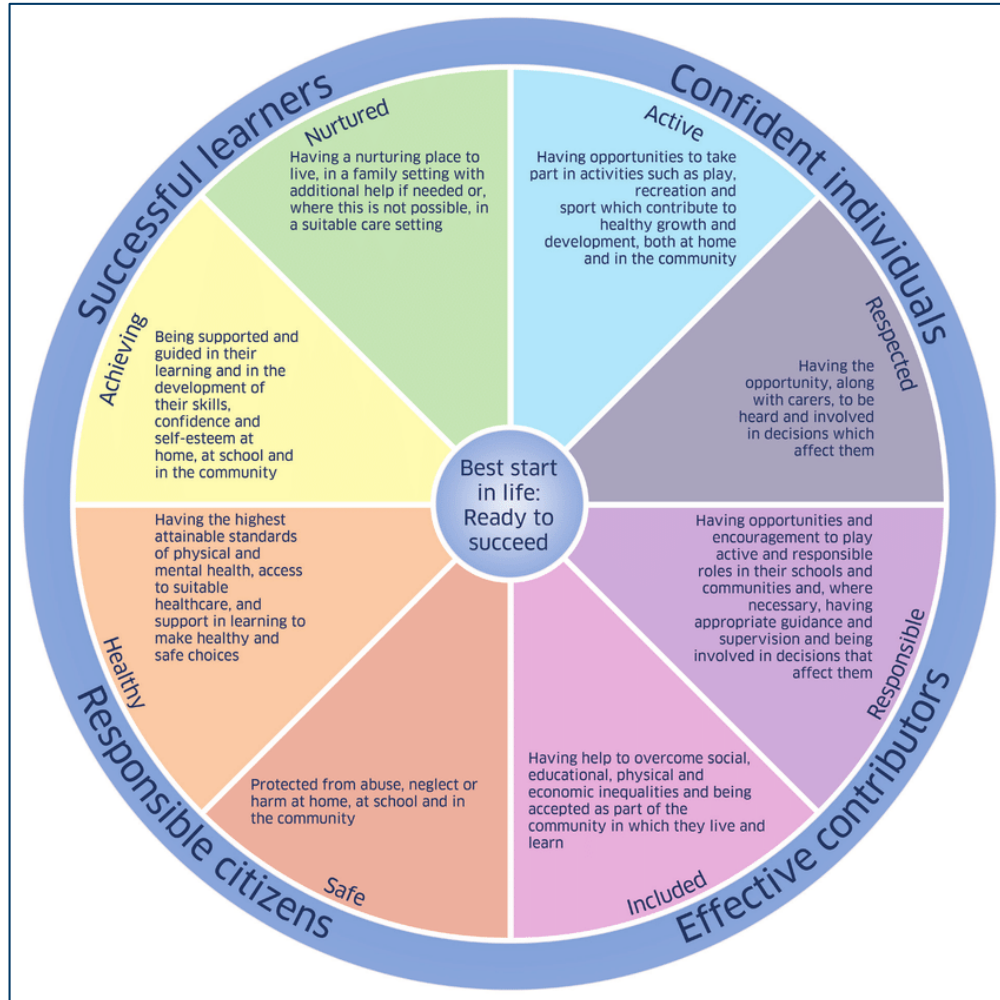 Successful learners
Confident individuals
Nurtured
Having a nurturing place to
live, in a family setting with
additional help if needed or,
where this is not possible, in
a suitable care setting
Active
Having opportunities to take
part in activities such as play,
recreation and
sport which contribute to
healthy growth and
development, both at home
and in the community
Achieving
Being supported and
guided in their
learning and in the
development of
their skills,
confidence and
self-esteem at
home, at school and
in the community
Respected
Having the
opportunity, along
with carers, to be
heard and involved
in decisions which
affect them
Best start
in life:
Ready to
succeed
Healthy
Having the highest
attainable standards
of physical and
mental health, access
to suitable
healthcare, and
support in learning to
make healthy and
safe choices
Responsible
Having opportunities and
encouragement to play
active and responsible
roles in their schools and
communities and, where
necessary, having
appropriate guidance and
supervision and being
involved in decisions that
affect them
Protected from abuse, neglect or
harm at home, at school and in
the community
Safe
Having help to overcome social,
educational, physical and
economic inequalities and being
accepted as part of the
community in which they live and
learn
Included
Responsible citizens
Effective contributors